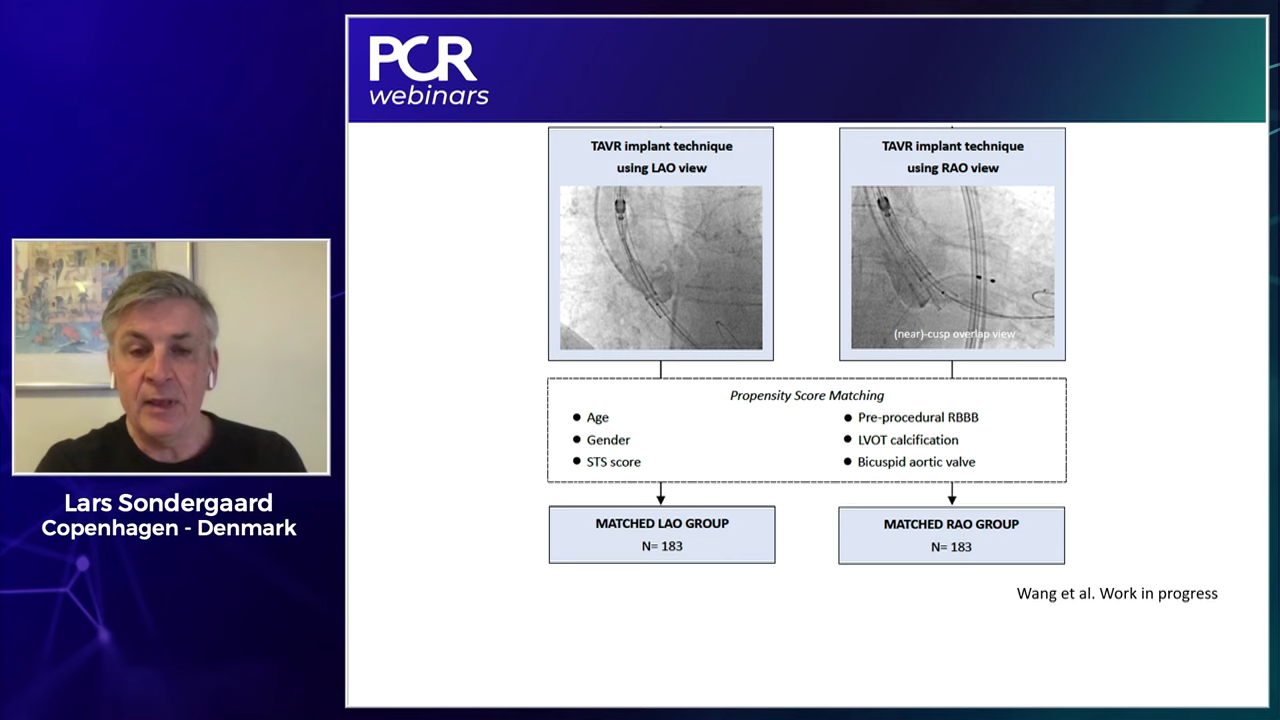 PCR
webinars
TAVR implant technique
using LAO view
TAVR implant technique
using RAO view
(near)-cusp overlap view
Propensity Score Matching
● Age
● Gender
● STS score
● Pre-procedural RBBB
● LVOT calcification
● Bicuspid aortic valve
MATCHED LAO GROUP
N= 183
MATCHED RAO GROUP
N= 183
Wang et al. Work in progress
Lars Sondergaard
Copenhagen - Denmark